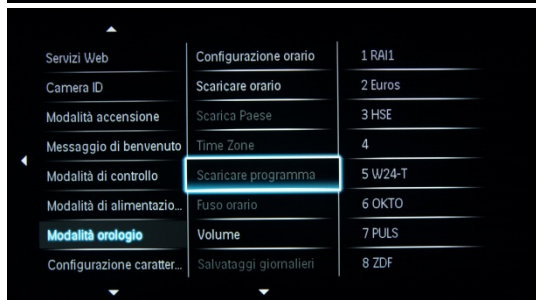 Servizi Web
Camera ID
Modalità accensione
Messaggio di benvenuto
Modalità di controllo
Modalità di alimentazio...
Modalità orologio
Configurazione caratter...
Configurazione orario
Scaricare orario
Scarica Paese
Time Zone
Scaricare programma
Fuso orario
Volume
Salvataggi giornalieri
1 RAI1
2 Euros
3 HSE
4
5 W24-T
6 OKTO
7 PULS
8 ZDF